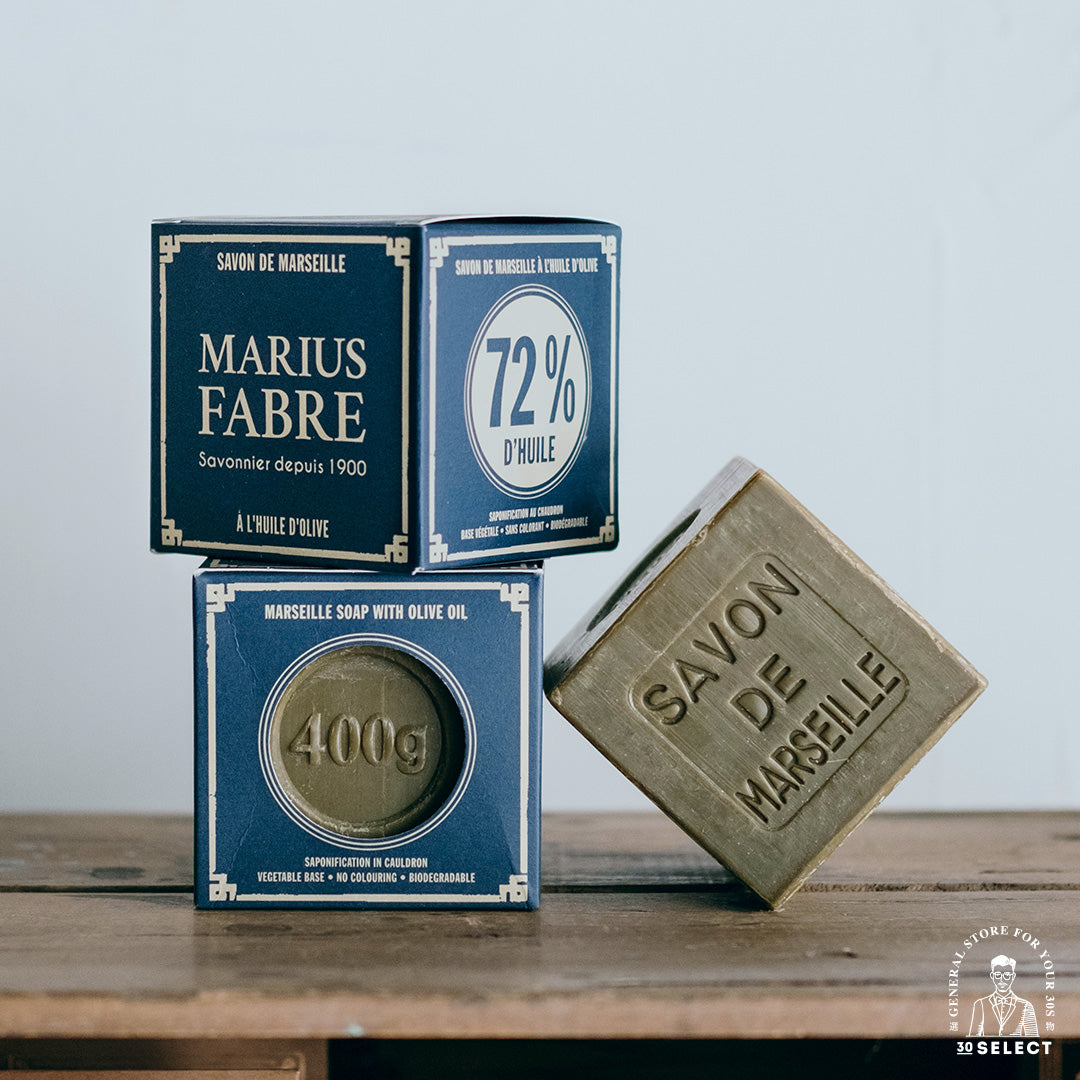 SAVON DE MARSEILLE
MARIUS
FABRE
Savonnier depuis 1900
À L'HUILE D'OLIVE
SAVON DE MARSEILLE À L'HUILE D'OLIVE
72%
D'HUILE
SAPONIFICATION AU CHAUDRON
BASE VÉGÉTALE • SANS COLORANT • BIODÉGRADABLE
MARSEILLE SOAP WITH OLIVE OIL
400g
SAPONIFICATION IN CAULDRON
VEGETABLE BASE • NO COLOURING • BIODEGRADABLE
SAVON
DE
MARSEILLE
選 GENERAL STORE FOR YOUR 30S 物
30 SELECT